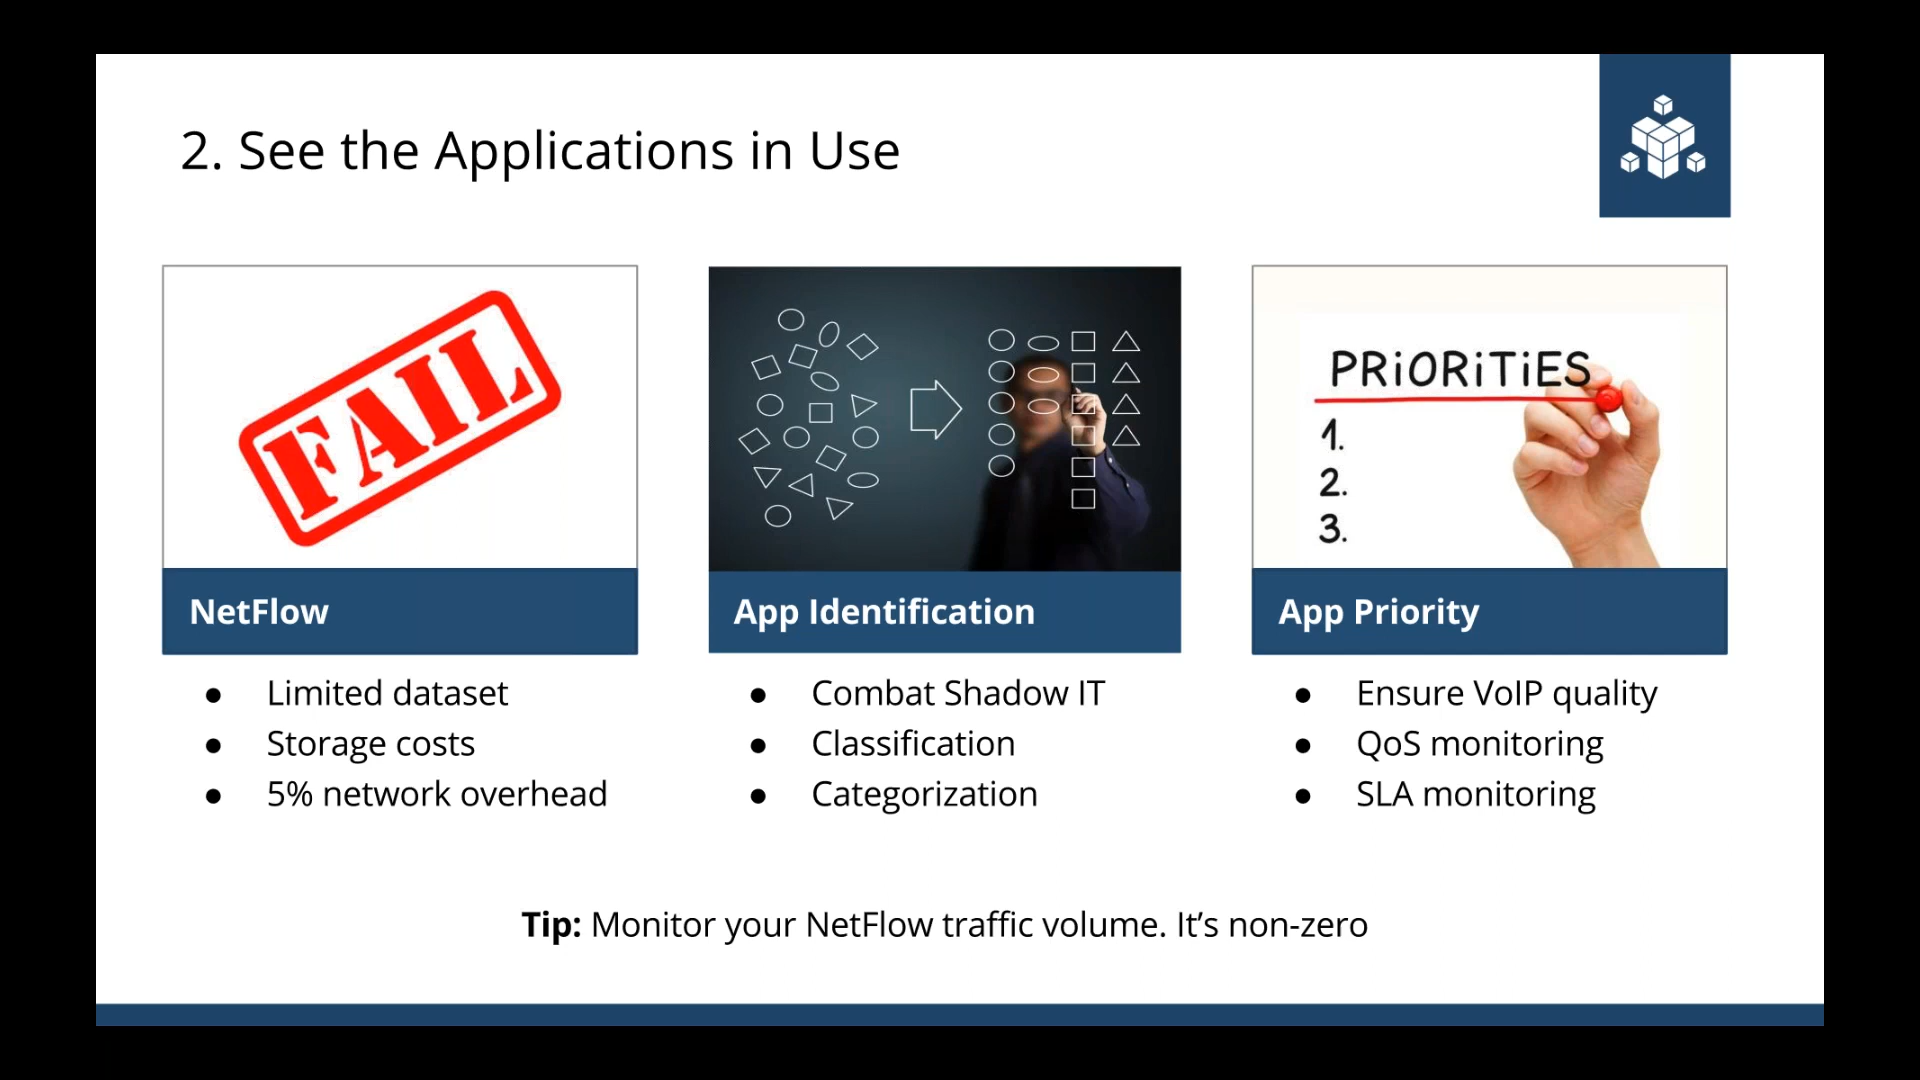 2. See the Applications in Use
FAIL
PRiORiTiES
1.
2.
3.
NetFlow
App Identification
App Priority
● Limited dataset
● Storage costs
● 5% network overhead
● Combat Shadow IT
● Classification
● Categorization
● Ensure VoIP quality
● QoS monitoring
● SLA monitoring
Tip: Monitor your NetFlow traffic volume. It’s non-zero